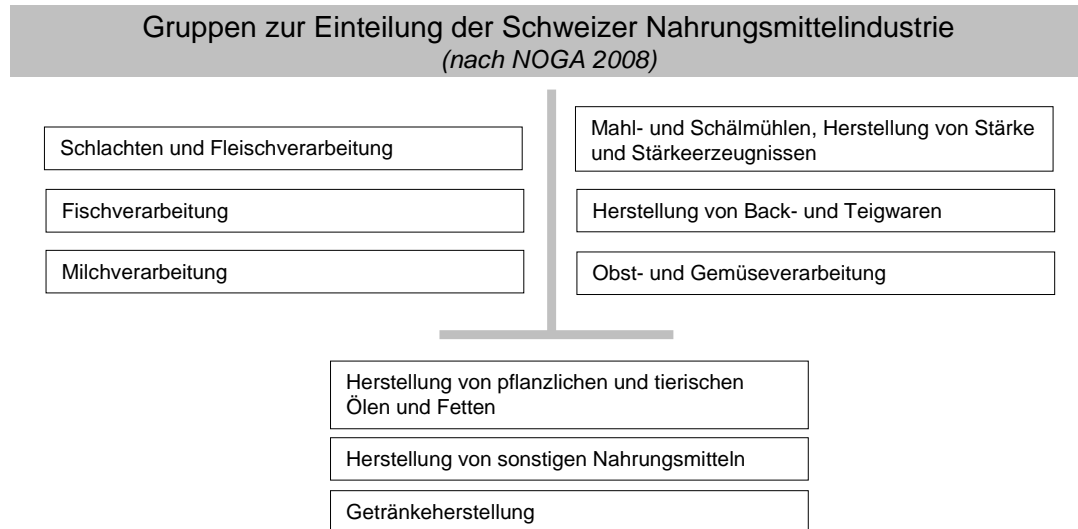 Gruppen zur Einteilung der Schweizer Nahrungsmittelindustrie
(nach NOGA 2008)
Schlachten und Fleischverarbeitung
Fischverarbeitung
Milchverarbeitung
Mahl- und Schälmühlen, Herstellung von Stärke
und Stärkeerzeugnissen
Herstellung von Back- und Teigwaren
Obst- und Gemüseverarbeitung
Herstellung von pflanzlichen und tierischen
Ölen und Fetten
Herstellung von sonstigen Nahrungsmitteln
Getränkeherstellung